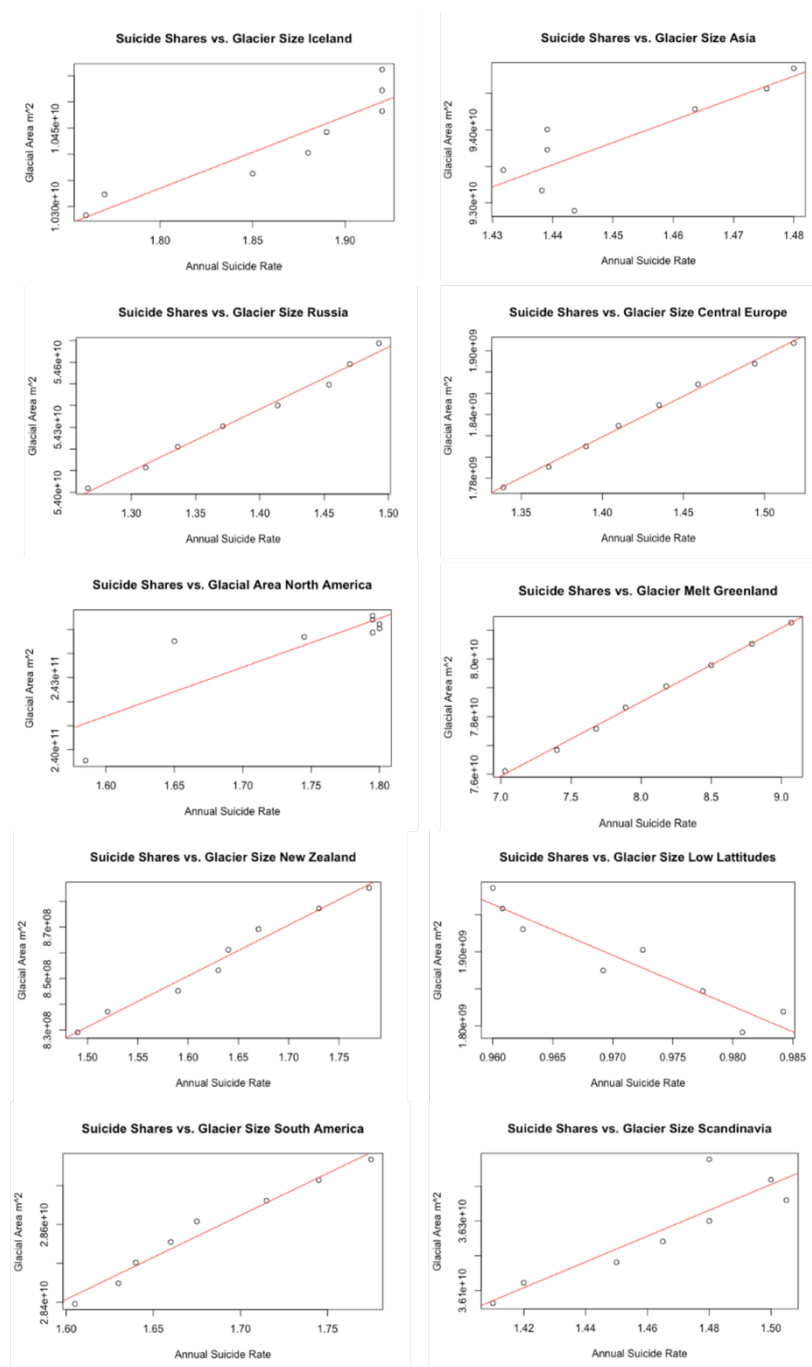 Suicide Shares vs. Glacier Size Iceland
Glacial Area m^2
1.045e+10
1.030e+10
1.80 1.85 1.90
Annual Suicide Rate
Suicide Shares vs. Glacier Size Asia
Glacial Area m^2
9.40e+10
9.30e+10
1.43 1.44 1.45 1.46 1.47 1.48
Annual Suicide Rate
Suicide Shares vs. Glacier Size Russia
Glacial Area m^2
5.46e+10
5.43e+10
5.40e+10
1.30 1.35 1.40 1.45 1.50
Annual Suicide Rate
Suicide Shares vs. Glacier Size Central Europe
Glacial Area m^2
1.90e+09
1.84e+09
1.78e+09
1.35 1.40 1.45 1.50
Annual Suicide Rate
Suicide Shares vs. Glacial Area North America
Glacial Area m^2
2.43e+11
2.40e+11
1.60 1.65 1.70 1.75 1.80
Annual Suicide Rate
Suicide Shares vs. Glacier Melt Greenland
Glacial Area m^2
8.0e+10
7.8e+10
7.6e+10
7.0 7.5 8.0 8.5 9.0
Annual Suicide Rate
Suicide Shares vs. Glacier Size New Zealand
Glacial Area m^2
8.7e+08
8.5e+08
8.3e+08
1.50 1.55 1.60 1.65 1.70 1.75
Annual Suicide Rate
Suicide Shares vs. Glacier Size Low Lattitudes
Glacial Area m^2
1.90e+09
1.80e+09
0.960 0.965 0.970 0.975 0.980 0.985
Annual Suicide Rate
Suicide Shares vs. Glacier Size South America
Glacial Area m^2
2.86e+10
2.84e+10
1.60 1.65 1.70 1.75
Annual Suicide Rate
Suicide Shares vs. Glacier Size Scandinavia
Glacial Area m^2
3.63e+10
3.61e+10
1.42 1.44 1.46 1.48 1.50
Annual Suicide Rate